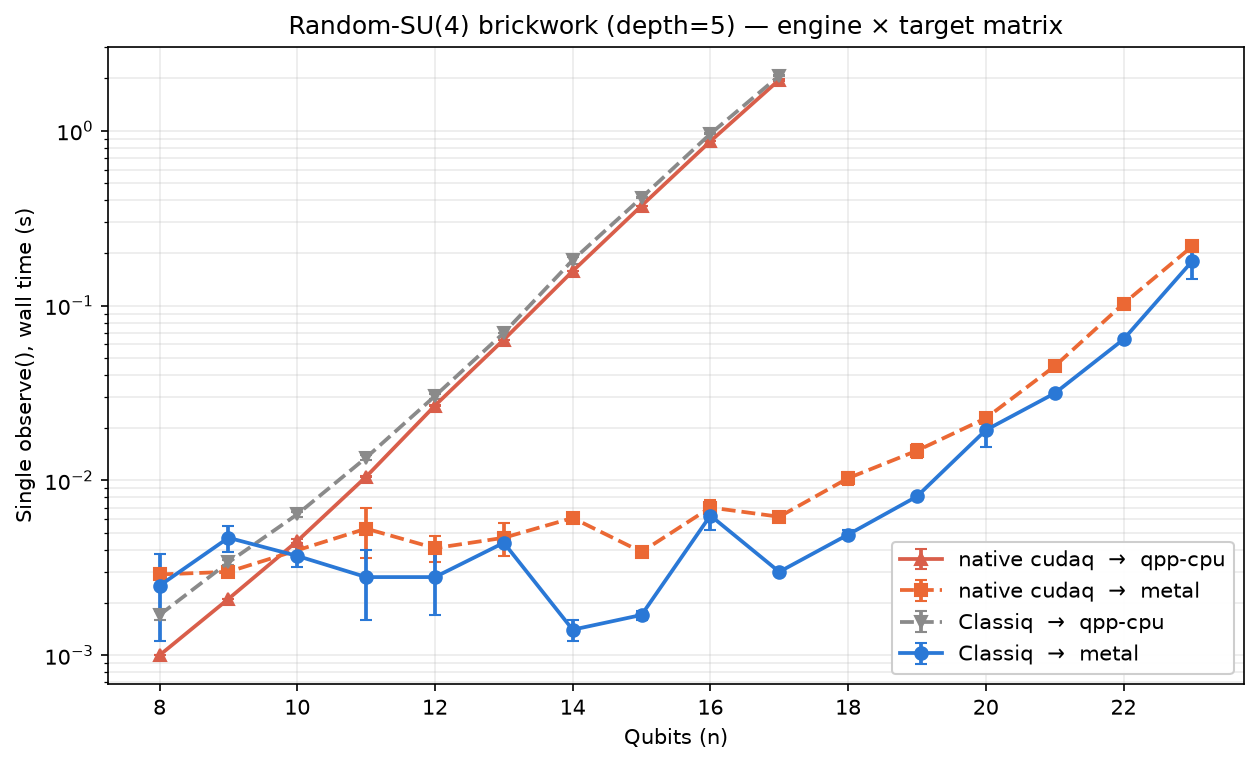 Random-SU(4) brickwork (depth=5) — engine × target matrix
Single observe(), wall time (s)
10⁰
10⁻¹
10⁻²
10⁻³
native cudaq → qpp-cpu
native cudaq → metal
Classiq → qpp-cpu
Classiq → metal
8 10 12 14 16 18 20 22
Qubits (n)